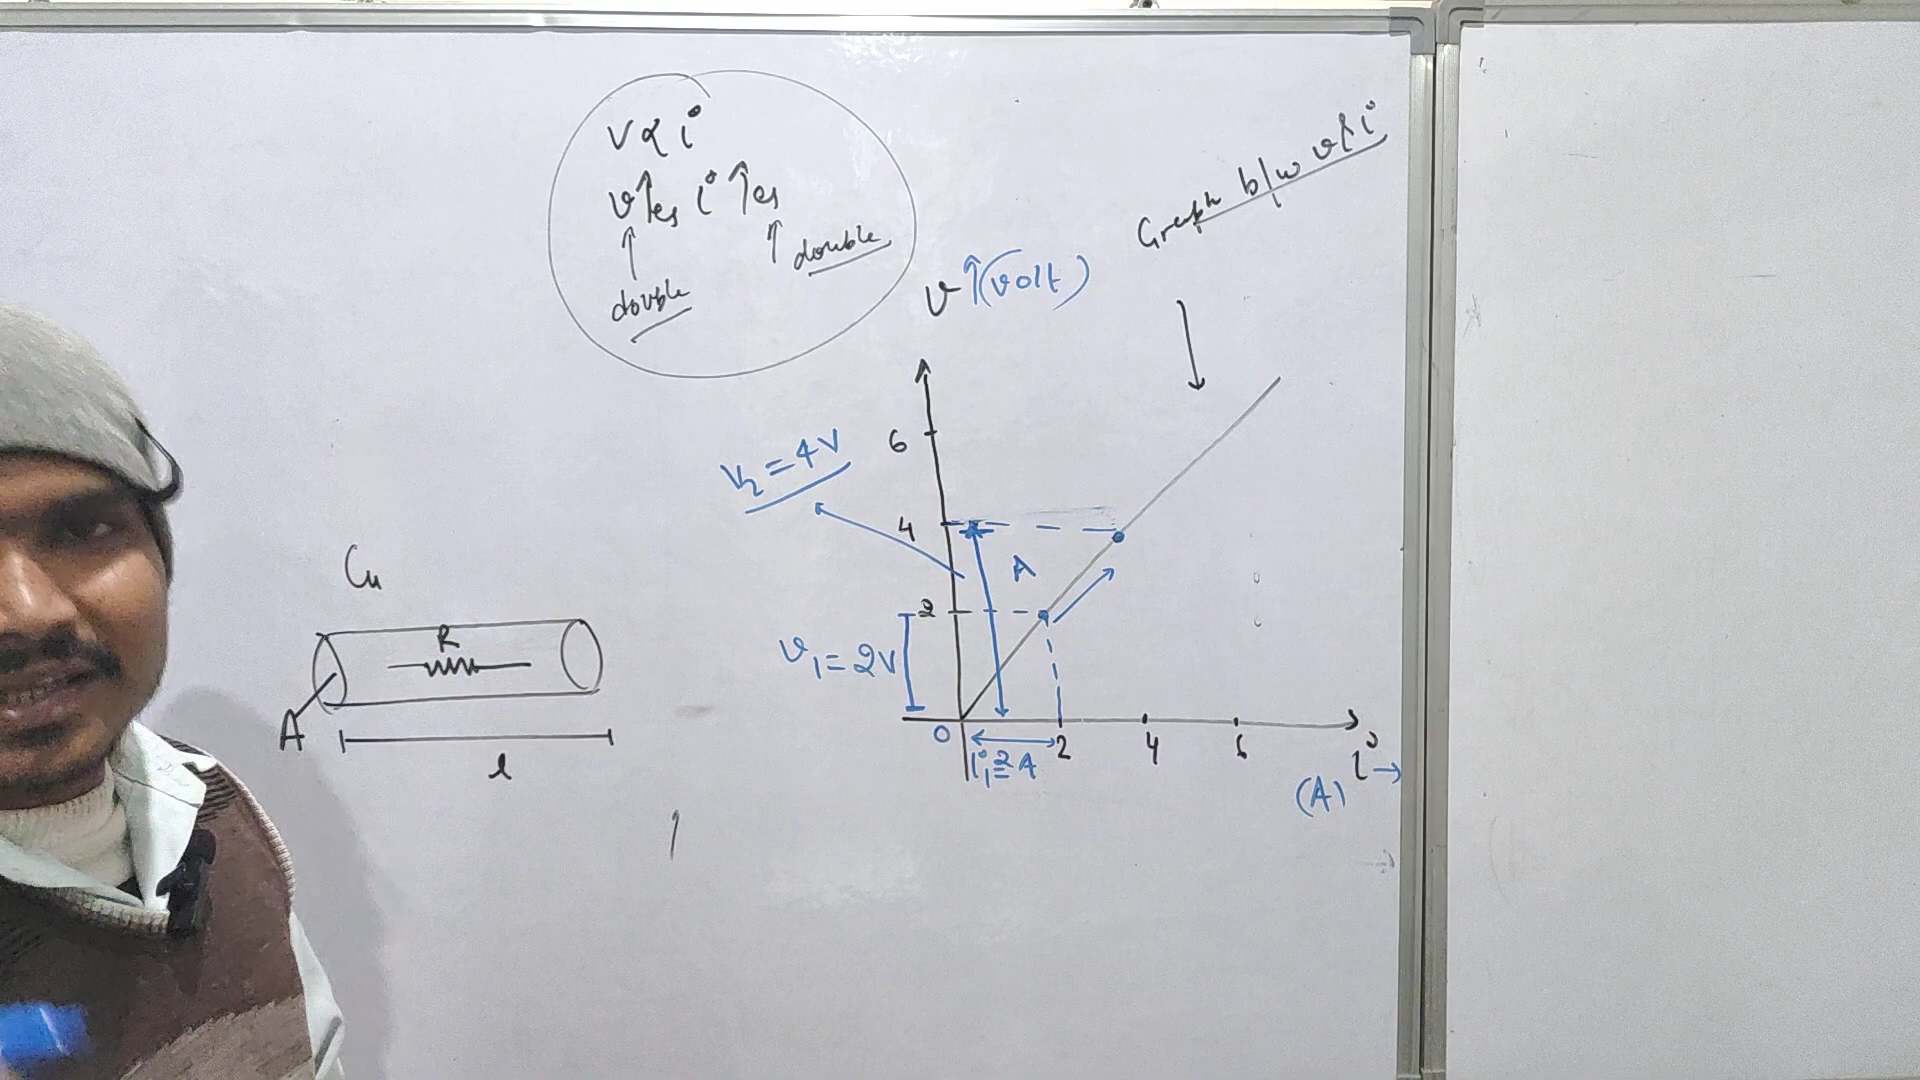 V ∝ i
v↑es i ↑es
double
double
Graph b/w v & i
v ↑(volt)
6
V2 = 4V
4
A
2
v1 = 2V
0
i1 = 2A
2
4
6
i →
(A)
Cu
R
A
l